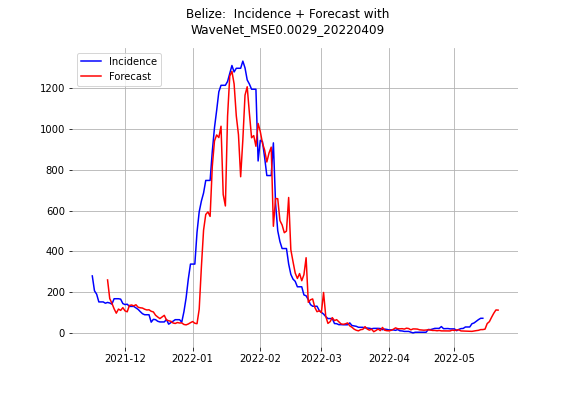 Belize:  Incidence + Forecast with
WaveNet_MSE0.0029_20220409
Incidence
Forecast
1200
1000
800
600
400
200
0
2021-12 2022-01 2022-02 2022-03 2022-04 2022-05